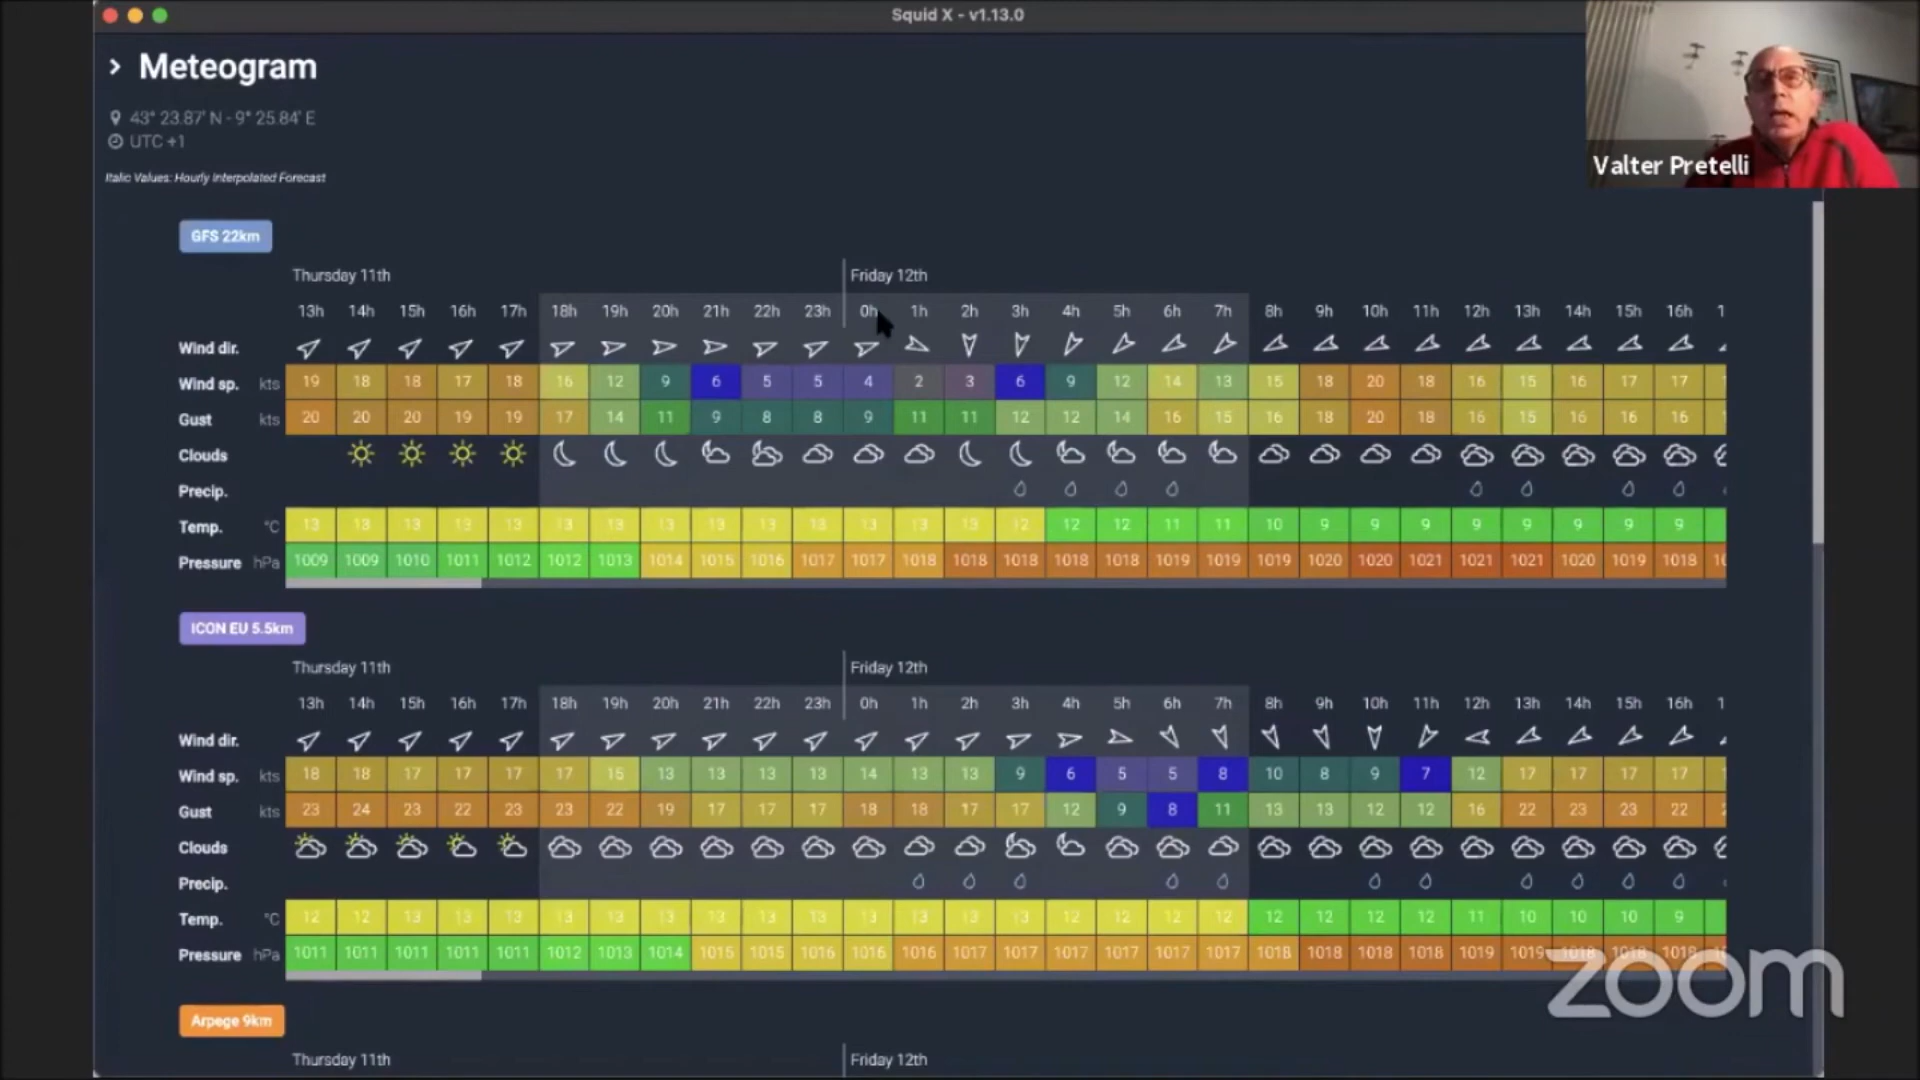 Squid X - v1.13.0
Meteogram
43° 23.87' N - 9° 25.84' E
UTC +1
Italic Values: Hourly Interpolated Forecast
Valter Pretelli
GFS 22km
Thursday 11th Friday 12th
13h 14h 15h 16h 17h 18h 19h 20h 21h 22h 23h 0h 1h 2h 3h 4h 5h 6h 7h 8h 9h 10h 11h 12h 13h 14h 15h 16h 1
Wind dir.
Wind sp. kts 19 18 18 17 18 16 12 9 6 5 5 4 2 3 6 9 12 14 13 15 18 20 18 16 15 16 17 17 1
Gust kts 20 20 20 19 19 17 14 11 9 8 8 9 11 11 12 12 14 16 15 16 18 20 18 16 15 16 16 16 1
Clouds
Precip.
Temp. °C 13 13 13 13 13 13 13 13 13 13 13 13 13 13 12 12 12 11 11 10 9 9 9 9 9 9 9 9
Pressure hPa 1009 1009 1010 1011 1012 1012 1013 1014 1015 1016 1017 1017 1018 1018 1018 1018 1018 1019 1019 1019 1020 1020 1021 1021 1021 1020 1019 1018 10
ICON EU 5.5km
Thursday 11th Friday 12th
13h 14h 15h 16h 17h 18h 19h 20h 21h 22h 23h 0h 1h 2h 3h 4h 5h 6h 7h 8h 9h 10h 11h 12h 13h 14h 15h 16h 1
Wind dir.
Wind sp. kts 18 18 17 17 17 17 15 13 13 13 13 14 13 13 9 6 5 5 8 10 8 9 7 12 17 17 17 17 1
Gust kts 23 24 23 22 23 23 22 19 17 17 17 18 18 17 17 12 9 8 11 13 13 12 12 16 22 23 23 22 2
Clouds
Precip.
Temp. °C 12 12 13 13 13 13 13 13 13 13 13 13 13 13 13 12 12 12 12 12 12 12 12 11 10 10 10 9
Pressure hPa 1011 1011 1011 1011 1011 1012 1013 1014 1015 1015 1016 1016 1016 1017 1017 1017 1017 1017 1017 1018 1018 1018 1018 1019 1019 1018 1018 1018 10
zoom
Arpege 9km
Thursday 11th Friday 12th